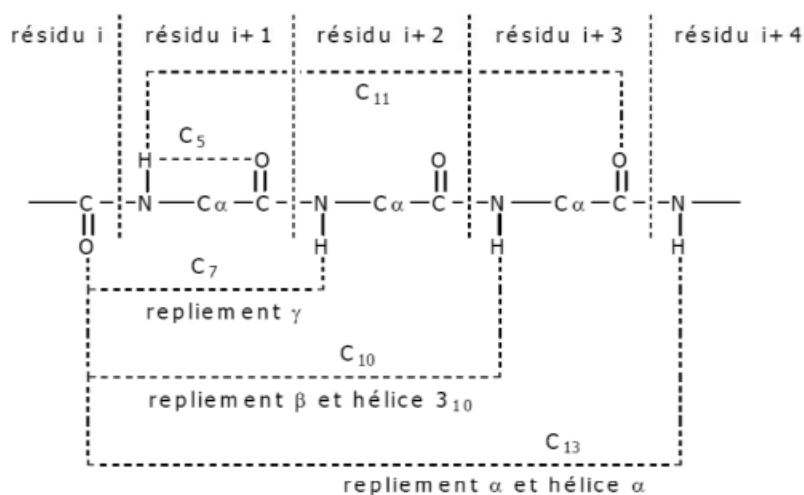 résidu i résidu i+1 résidu i+2 résidu i+3 résidu i+4
C₁₁
C₅
H O O O
C N Cα C N Cα C N Cα C N
O H H H
C₇
repliement γ
C₁₀
repliement β et hélice 3₁₀
C₁₃
repliement α et hélice α